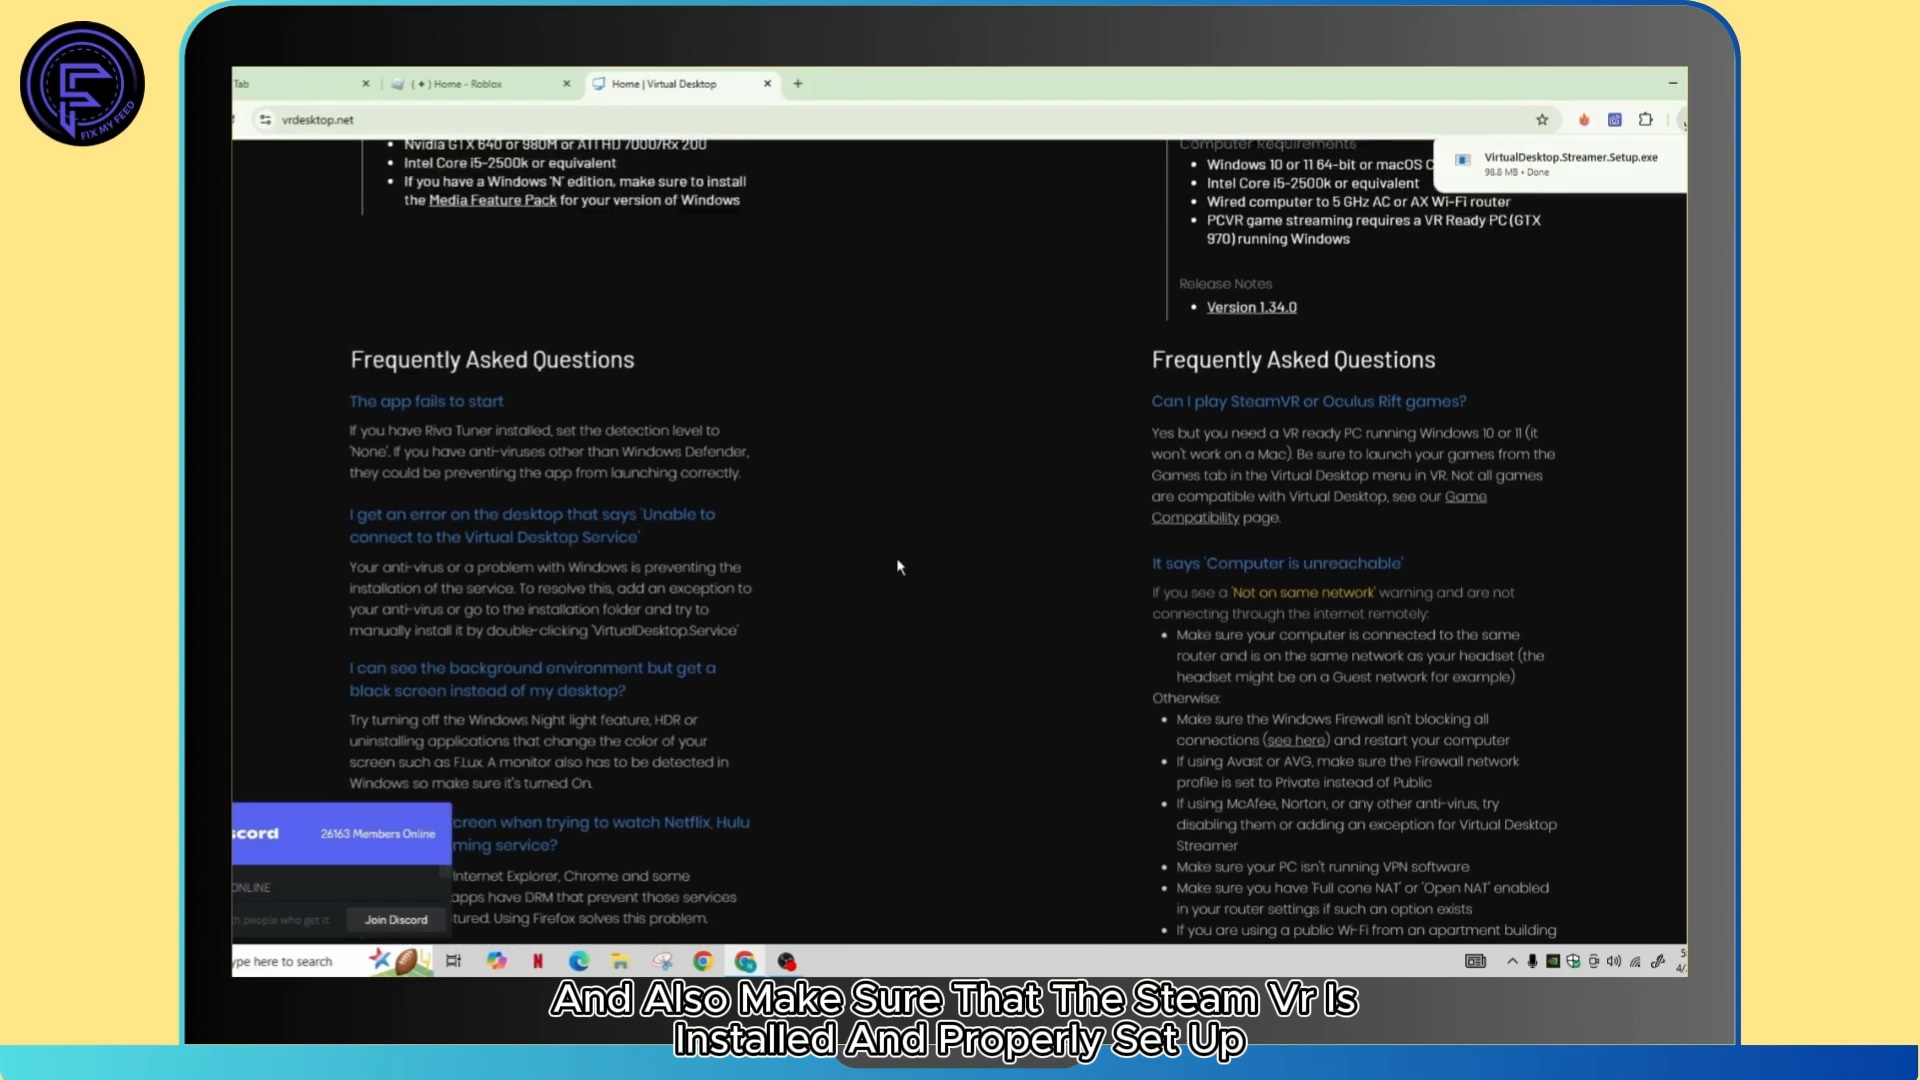 FIX MY FEED
Tab
(✦) Home - Roblox
Home | Virtual Desktop
vrdesktop.net
VirtualDesktop.Streamer.Setup.exe
98.8 MB • Done
• Nvidia GTX 640 or 980M or ATI HD 7000/Rx 200
• Intel Core i5-2500k or equivalent
• If you have a Windows 'N' edition, make sure to install
the Media Feature Pack for your version of Windows
Computer Requirements
• Windows 10 or 11 64-bit or macOS C
• Intel Core i5-2500k or equivalent
• Wired computer to 5 GHz AC or AX Wi-Fi router
• PCVR game streaming requires a VR Ready PC (GTX
970) running Windows
Release Notes
• Version 1.34.0
Frequently Asked Questions
The app fails to start
If you have Riva Tuner installed, set the detection level to
'None'. If you have anti-viruses other than Windows Defender,
they could be preventing the app from launching correctly.
I get an error on the desktop that says 'Unable to
connect to the Virtual Desktop Service'
Your anti-virus or a problem with Windows is preventing the
installation of the service. To resolve this, add an exception to
your anti-virus or go to the installation folder and try to
manually install it by double-clicking 'VirtualDesktop.Service'
I can see the background environment but get a
black screen instead of my desktop?
Try turning off the Windows Night light feature, HDR or
uninstalling applications that change the color of your
screen such as F.Lux. A monitor also has to be detected in
Windows so make sure it's turned On.
creen when trying to watch Netflix, Hulu
ming service?
Internet Explorer, Chrome and some
apps have DRM that prevent those services
tured. Using Firefox solves this problem.
scord
26163 Members Online
ONLINE
th people who get it
Join Discord
Frequently Asked Questions
Can I play SteamVR or Oculus Rift games?
Yes but you need a VR ready PC running Windows 10 or 11 (it
won't work on a Mac). Be sure to launch your games from the
Games tab in the Virtual Desktop menu in VR. Not all games
are compatible with Virtual Desktop, see our Game
Compatibility page.
It says 'Computer is unreachable'
If you see a 'Not on same network' warning and are not
connecting through the internet remotely:
• Make sure your computer is connected to the same
router and is on the same network as your headset (the
headset might be on a Guest network for example)
Otherwise:
• Make sure the Windows Firewall isn't blocking all
connections (see here) and restart your computer
• If using Avast or AVG, make sure the Firewall network
profile is set to Private instead of Public
• If using McAfee, Norton, or any other anti-virus, try
disabling them or adding an exception for Virtual Desktop
Streamer
• Make sure your PC isn't running VPN software
• Make sure you have 'Full cone NAT' or 'Open NAT' enabled
in your router settings if such an option exists
• If you are using a public Wi-Fi from an apartment building
ype here to search
5
4/
And Also Make Sure That The Steam Vr Is
Installed And Properly Set Up